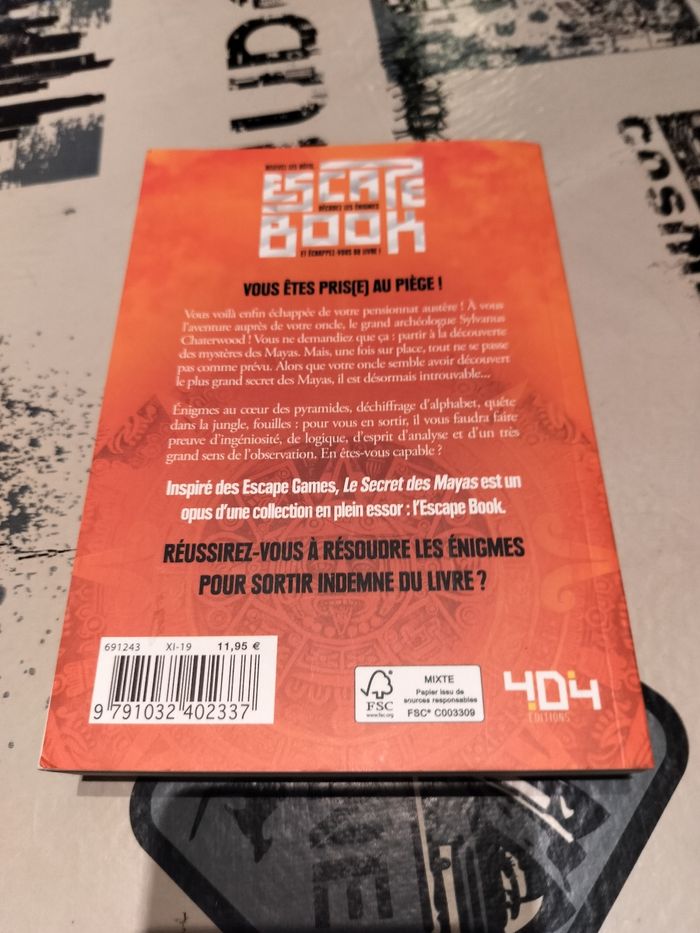 BUD
CUSTO
RELEVEZ LES DÉFIS,
ESCAPE
DÉCODEZ LES ÉNIGMES
BOOK
ET ÉCHAPPEZ-VOUS DU LIVRE !
VOUS ÊTES PRIS(E) AU PIÈGE !
Vous voilà enfin échappée de votre pensionnat austère ! À vous
l'aventure auprès de votre oncle, le grand archéologue Sylvanus
Chaterwood ! Vous ne demandiez que ça : partir à la découverte
des mystères des Mayas. Mais, une fois sur place, tout ne se passe
pas comme prévu. Alors que votre oncle semble avoir découvert
le plus grand secret des Mayas, il est désormais introuvable...
Énigmes au cœur des pyramides, déchiffrage d'alphabet, quête
dans la jungle, fouilles : pour vous en sortir, il vous faudra faire
preuve d'ingéniosité, de logique, d'esprit d'analyse et d'un très
grand sens de l'observation. En êtes-vous capable ?
Inspiré des Escape Games, Le Secret des Mayas est un
opus d'une collection en plein essor : l'Escape Book.
RÉUSSIREZ-VOUS À RÉSOUDRE LES ÉNIGMES
POUR SORTIR INDEMNE DU LIVRE ?
691243 XI-19 11,95 €
9 791032 402337
FSC
www.fsc.org
MIXTE
Papier issu de
sources responsables
FSC® C003309
404
ÉDITIONS